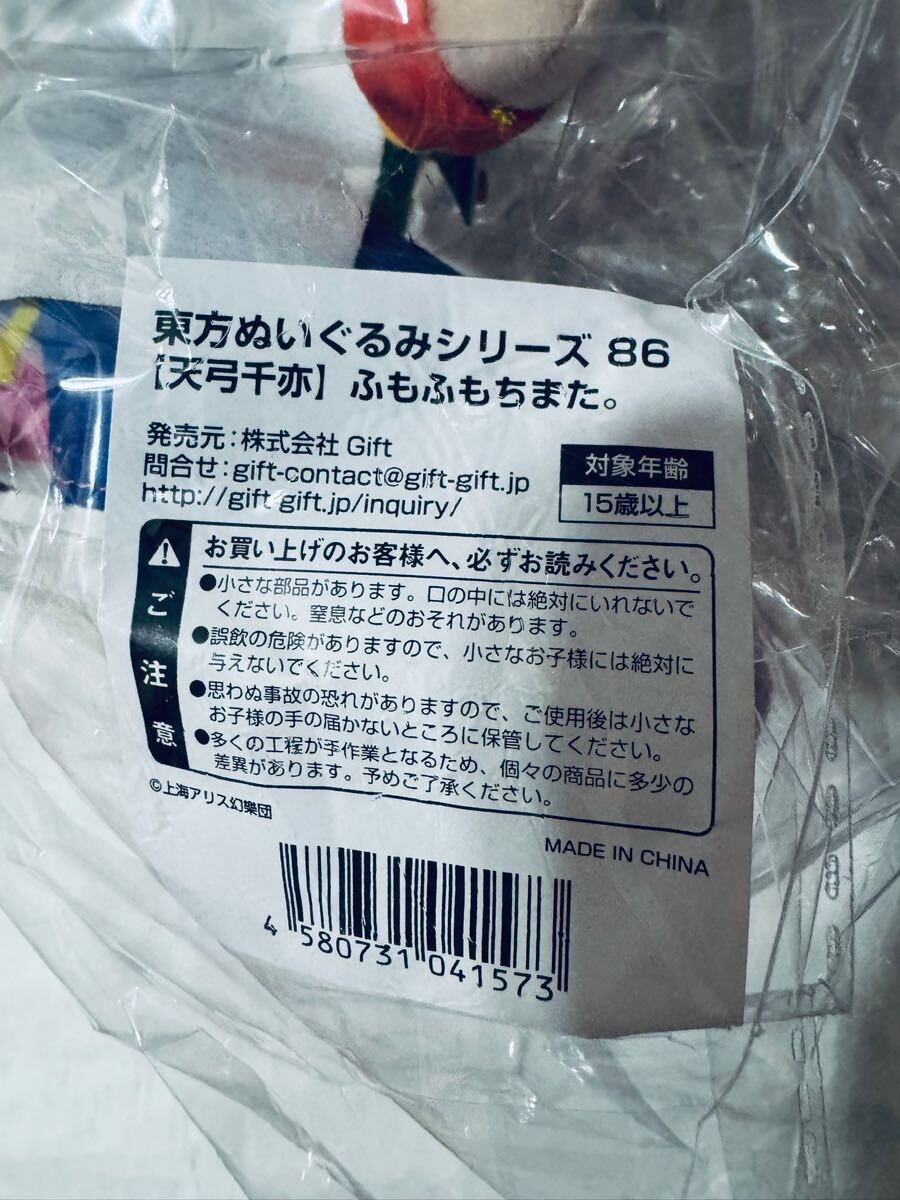 東方ぬいぐるみシリーズ 86
【天弓千亦】ふもふもちまた。
発売元:株式会社 Gift
問合せ:gift-contact@gift-gift.jp
http://gift-gift.jp/inquiry/
対象年齢
15歳以上
ご注意
お買い上げのお客様へ、必ずお読みください。
●小さな部品があります。口の中には絶対にいれないで
ください。窒息などのおそれがあります。
●誤飲の危険がありますので、小さなお子様には絶対に
与えないでください。
●思わぬ事故の恐れがありますので、ご使用後は小さな
お子様の手の届かないところに保管してください。
●多くの工程が手作業となるため、個々の商品に多少の
差異があります。予めご了承ください。
©上海アリス幻樂団
MADE IN CHINA
4 580731 041573